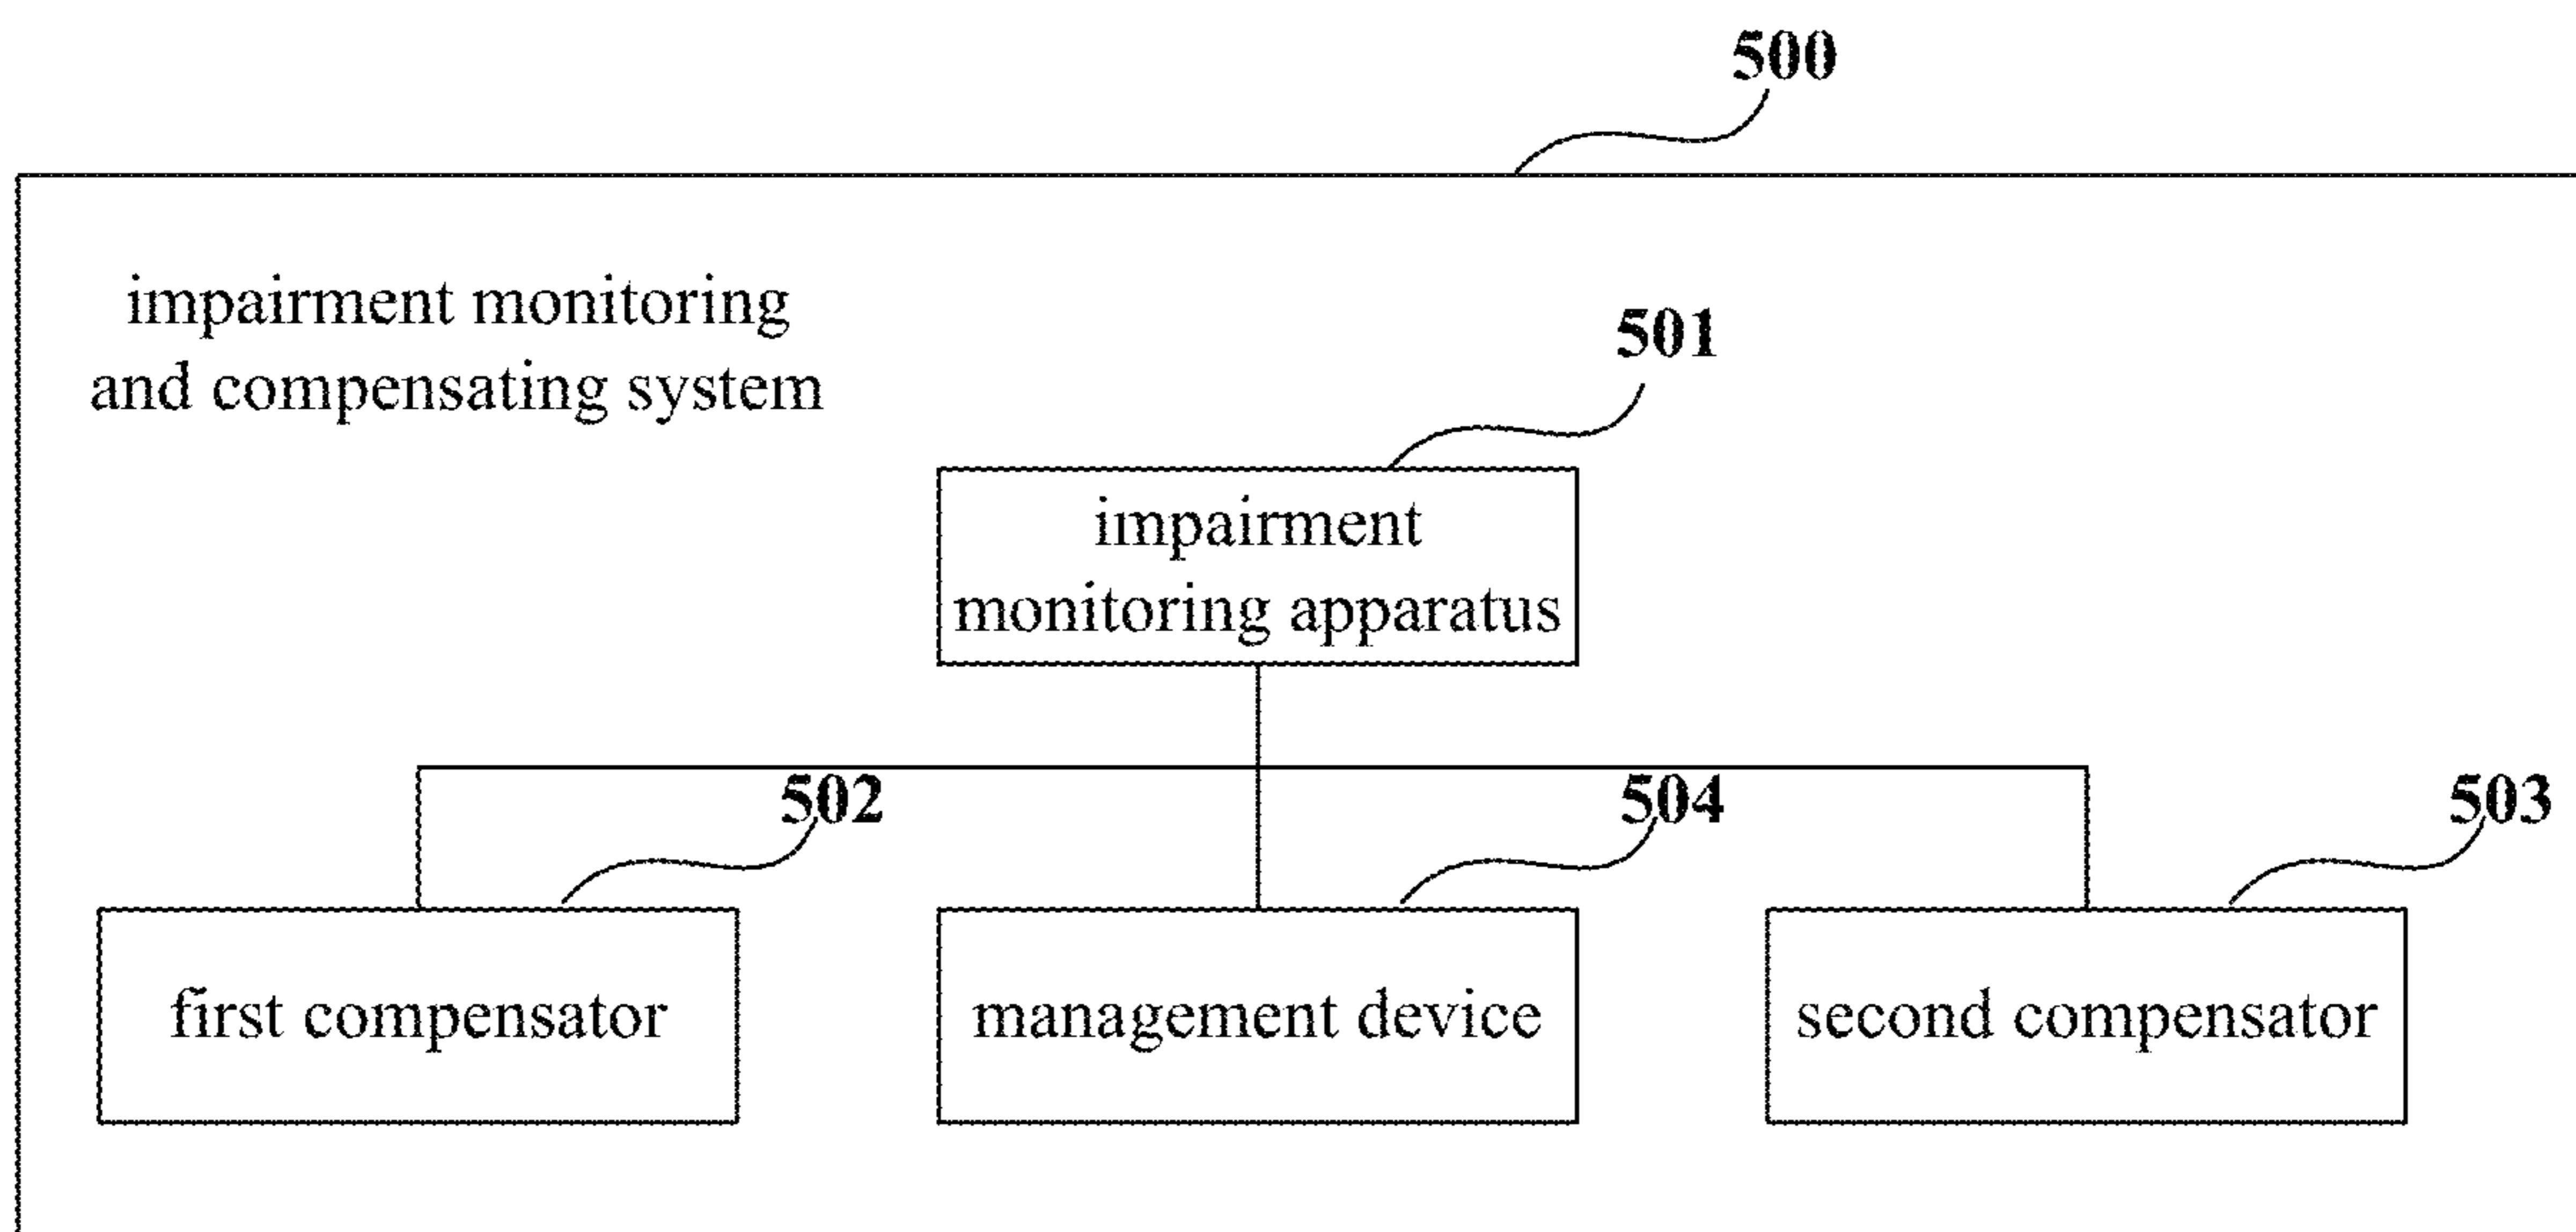 500
impairment monitoring
and compensating system
501
impairment
monitoring apparatus
502
504
503
first compensator
management device
second compensator